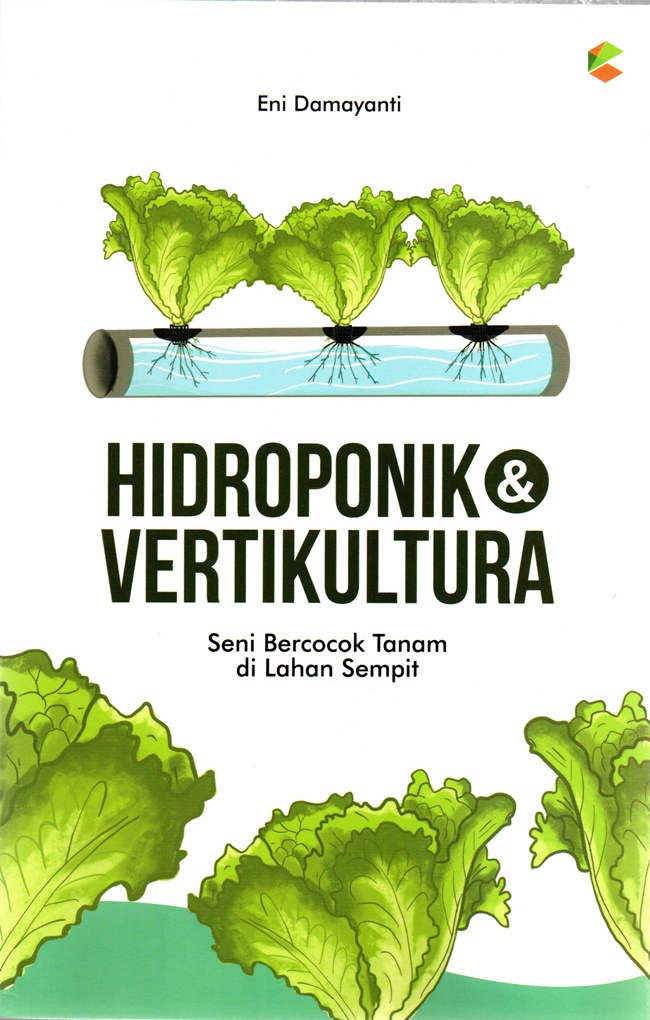 Eni Damayanti
HIDROPONIK &
VERTIKULTURA
Seni Bercocok Tanam
di Lahan Sempit